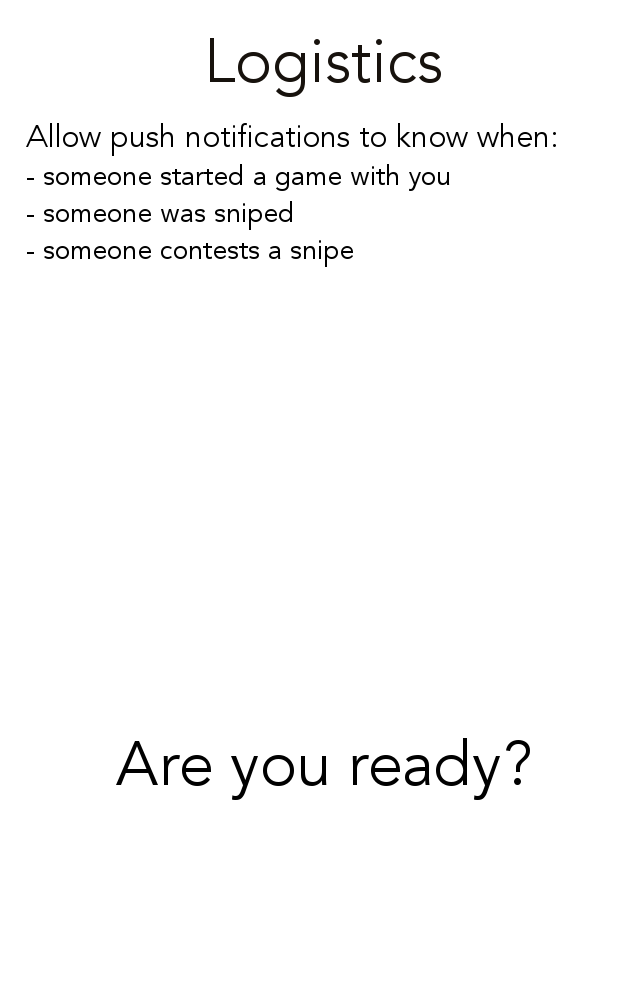 Logistics
Allow push notifications to know when:
- someone started a game with you
- someone was sniped
- someone contests a snipe
Are you ready?